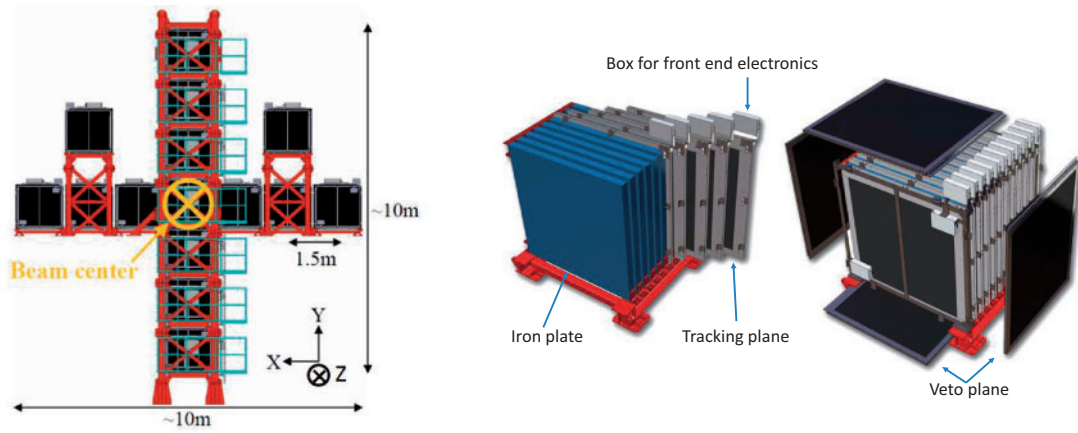 ~10m
Beam center
1.5m
Y
X
Z
~10m
Box for front end electronics
Iron plate
Tracking plane
Veto plane